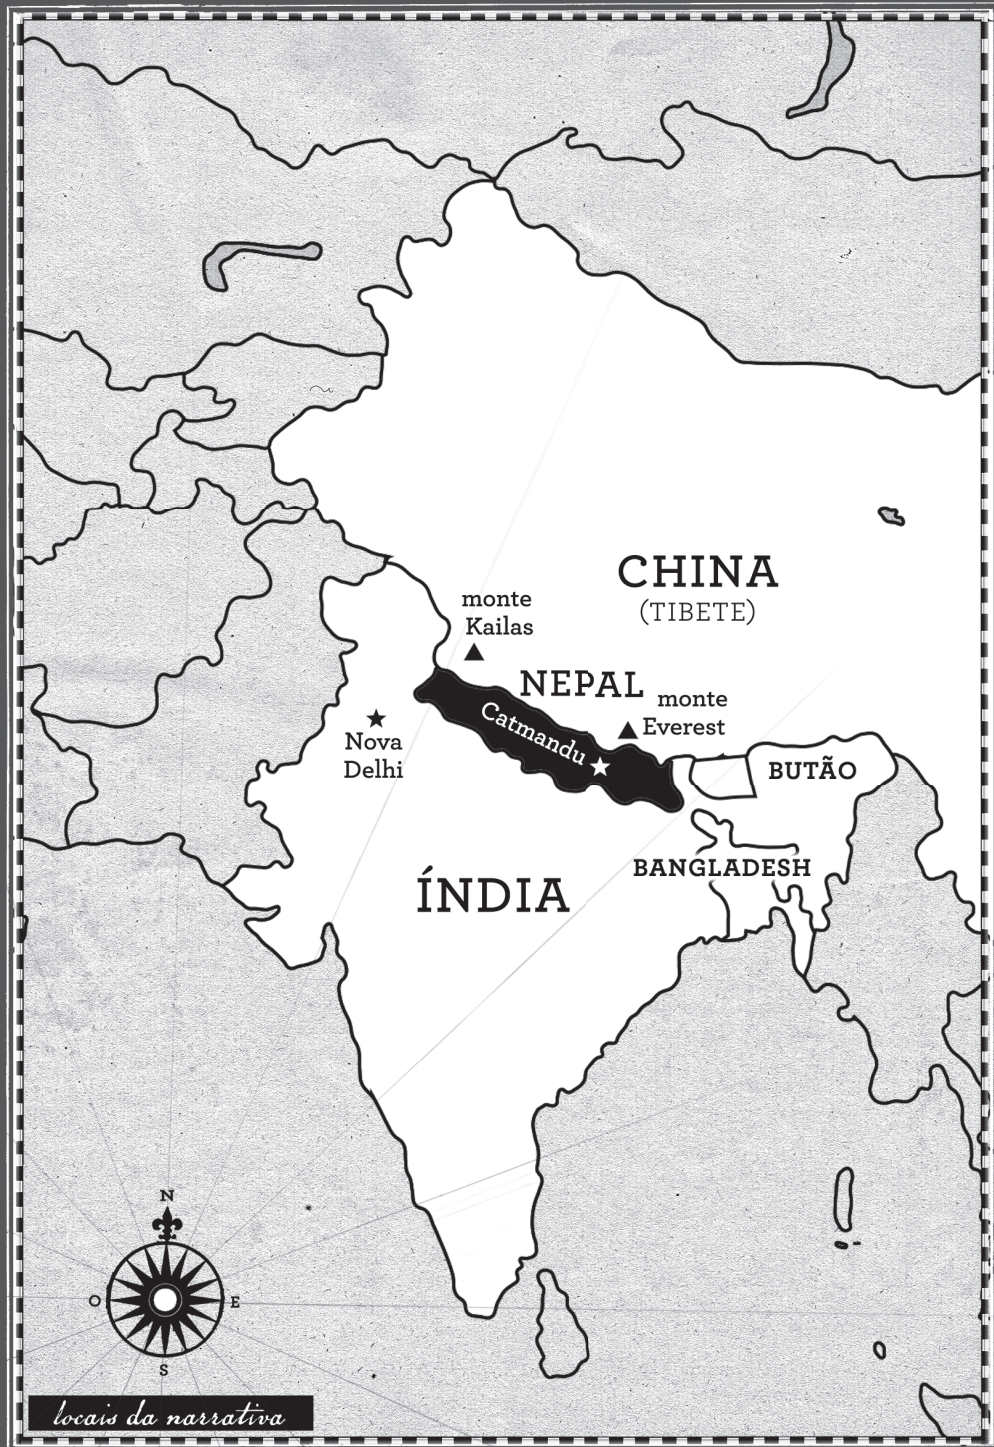 CHINA
(TIBETE)
monte
Kailas
NEPAL
monte
Everest
Catmandu
Nova
Delhi
BUTÃO
BANGLADESH
ÍNDIA
N
O
E
S
locais da narrativa